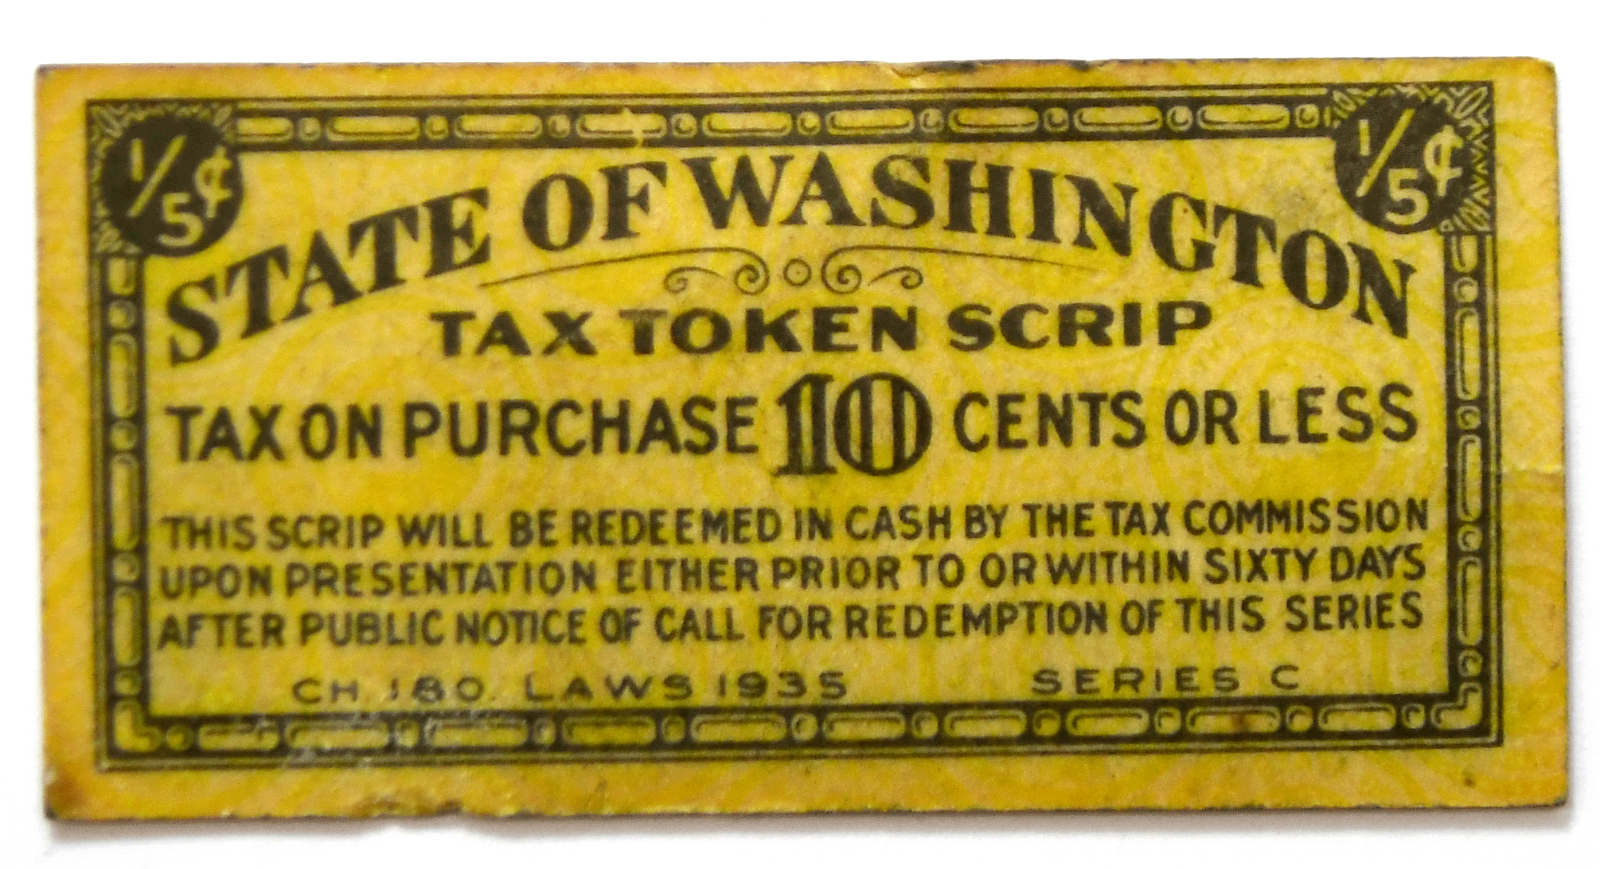 1/5¢ 1/5¢
STATE OF WASHINGTON
TAX TOKEN SCRIP
TAX ON PURCHASE 10 CENTS OR LESS
THIS SCRIP WILL BE REDEEMED IN CASH BY THE TAX COMMISSION
UPON PRESENTATION EITHER PRIOR TO OR WITHIN SIXTY DAYS
AFTER PUBLIC NOTICE OF CALL FOR REDEMPTION OF THIS SERIES
CH. 180. LAWS 1935 SERIES C